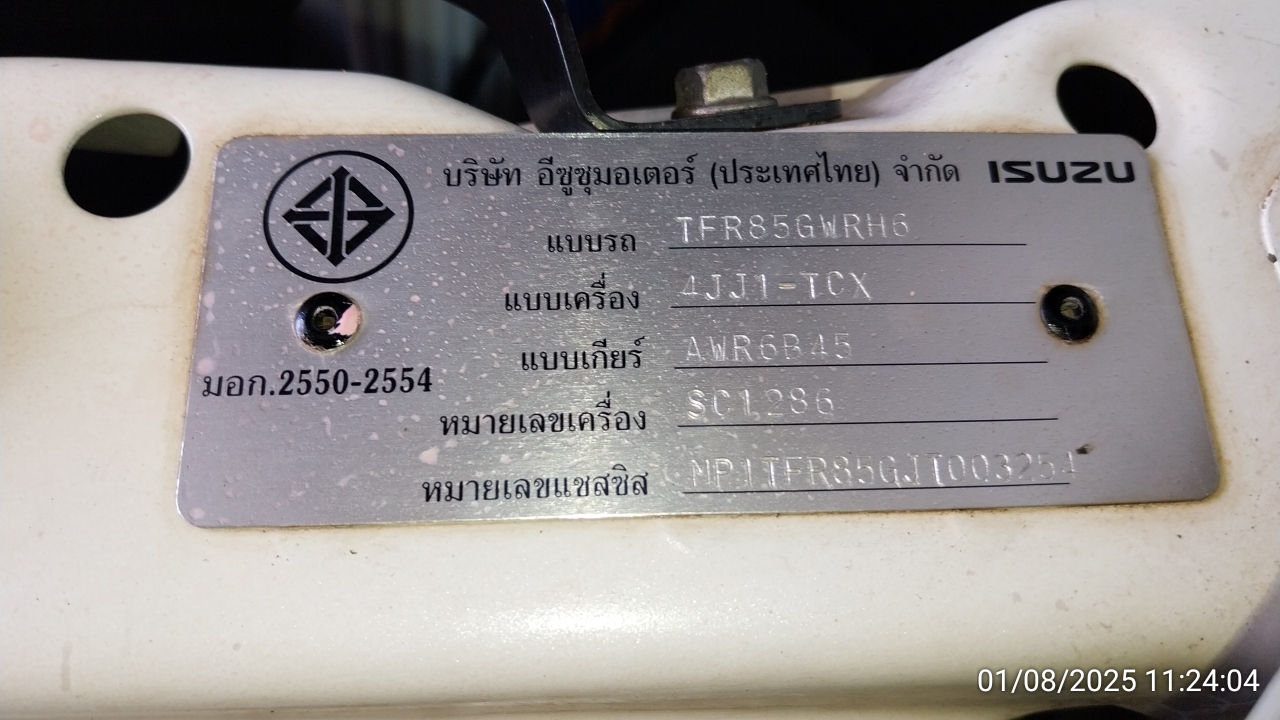 บริษัท อีซูซุมอเตอร์ (ประเทศไทย) จำกัด ISUZU
แบบรถ TFR85GWRH6
แบบเครื่อง 4JJ1-TCX
แบบเกียร์ AWR6B45
มอก.2550-2554
หมายเลขเครื่อง SC1286
หมายเลขแชสซิส MP1TFR85GJT003254
01/08/2025 11:24:04